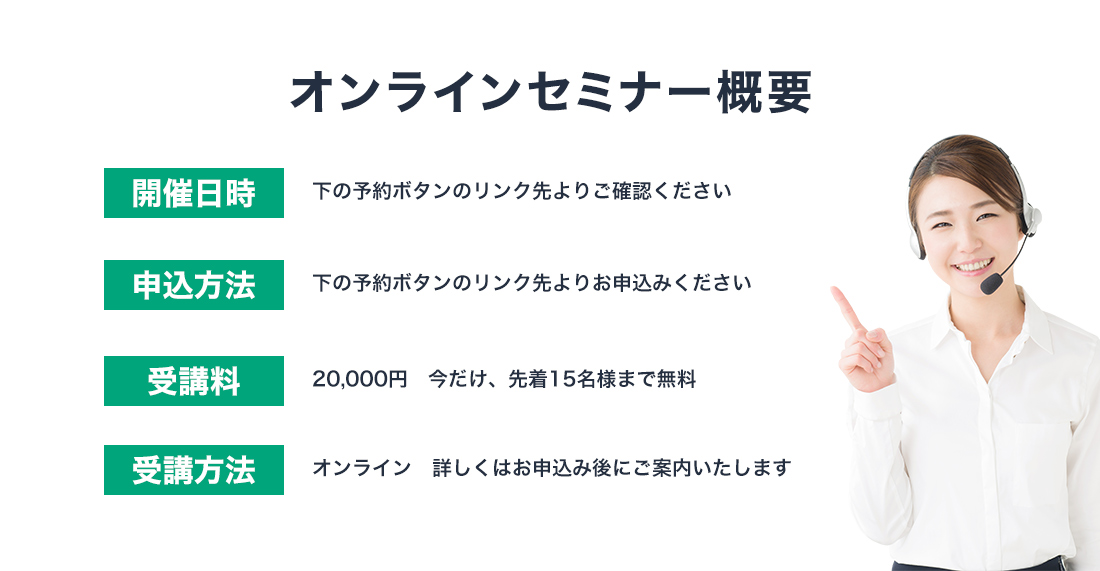 オンラインセミナー概要
開催日時 下の予約ボタンのリンク先よりご確認ください
申込方法 下の予約ボタンのリンク先よりお申込みください
受講料 20,000円　今だけ、先着15名様まで無料
受講方法 オンライン　詳しくはお申込み後にご案内いたします